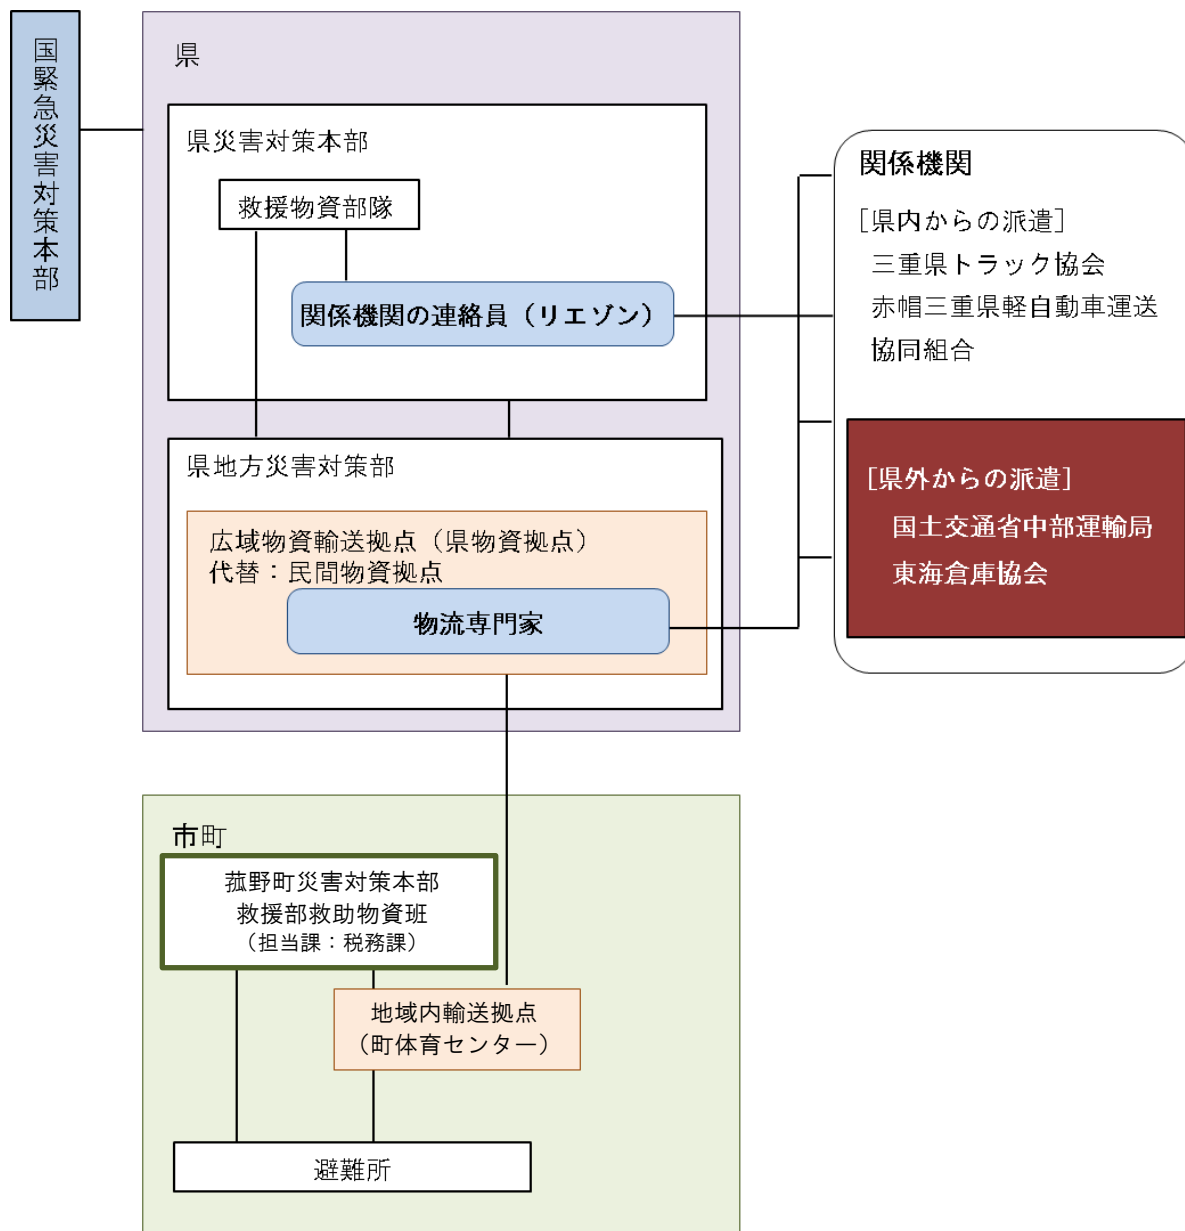 国緊急災害対策本部
県
県災害対策本部
救援物資部隊
関係機関の連絡員（リエゾン）
県地方災害対策部
広域物資輸送拠点（県物資拠点）
代替：民間物資拠点
物流専門家
関係機関
［県内からの派遣］
三重県トラック協会
赤帽三重県軽自動車運送
協同組合
［県外からの派遣］
国土交通省中部運輸局
東海倉庫協会
市町
菰野町災害対策本部
救援部救助物資班
（担当課：税務課）
地域内輸送拠点
（町体育センター）
避難所